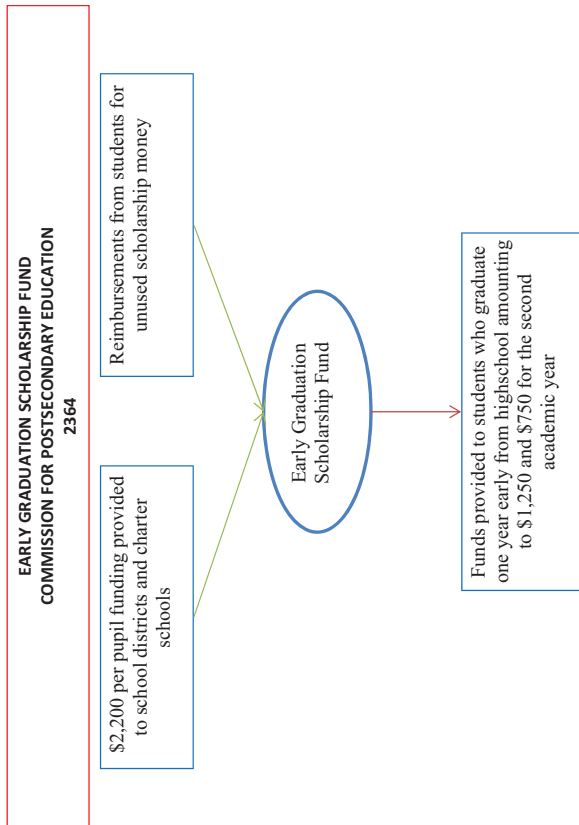 EARLY GRADUATION SCHOLARSHIP FUND
COMMISSION FOR POSTSECONDARY EDUCATION
2364
$2,200 per pupil funding provided
to school districts and charter
schools
Reimbursements from students for
unused scholarship money
Early Graduation
Scholarship Fund
Funds provided to students who graduate
one year early from highschool amounting
to $1,250 and $750 for the second
academic year